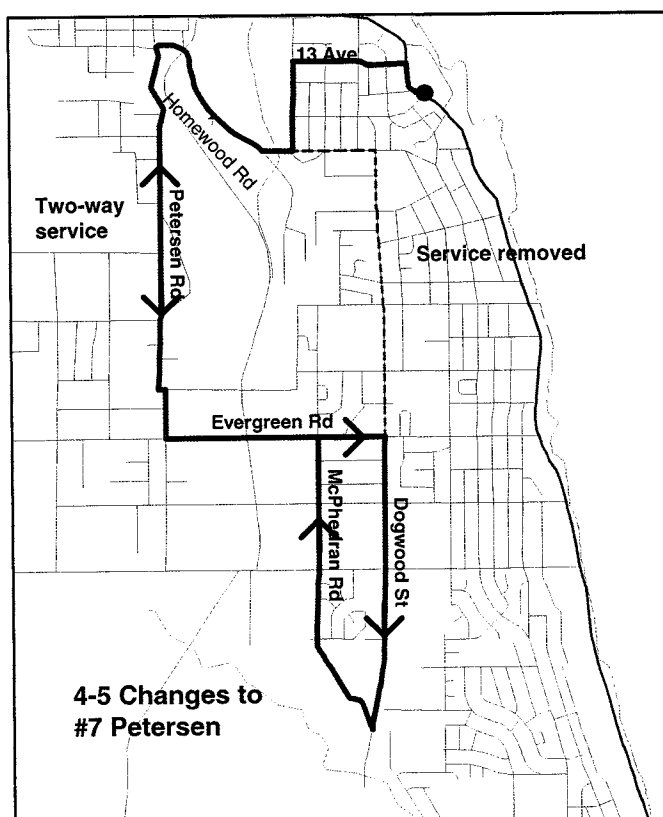 13 Ave
Homewood Rd
Two-way
service
Petersen Rd
Service removed
Evergreen Rd
McPhedran Rd
Dogwood St
4-5 Changes to
#7 Petersen